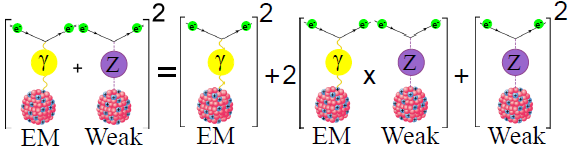 e⁻ e⁻ e⁻ e⁻ 2 e⁻ e⁻ 2 e⁻ e⁻ e⁻ e⁻ e⁻ e⁻ 2
γ + Z = γ +2 γ x Z + Z
EM Weak EM EM Weak Weak